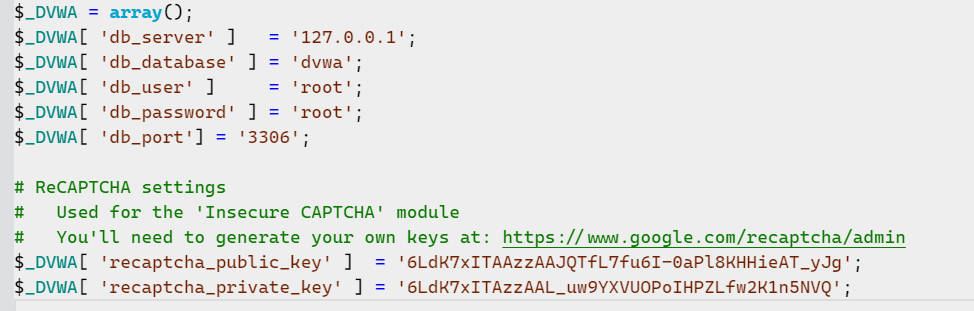 $_DVWA = array();
$_DVWA[ 'db_server' ]   = '127.0.0.1';
$_DVWA[ 'db_database' ] = 'dvwa';
$_DVWA[ 'db_user' ]     = 'root';
$_DVWA[ 'db_password' ] = 'root';
$_DVWA[ 'db_port'] = '3306';

# ReCAPTCHA settings
#   Used for the 'Insecure CAPTCHA' module
#   You'll need to generate your own keys at: https://www.google.com/recaptcha/admin
$_DVWA[ 'recaptcha_public_key' ]  = '6LdK7xITAAzzAAJQTfL7fu6I-0aPl8KHHieAT_yJg';
$_DVWA[ 'recaptcha_private_key' ] = '6LdK7xITAzzAAL_uw9YXVUOPoIHPZLfw2K1n5NVQ';